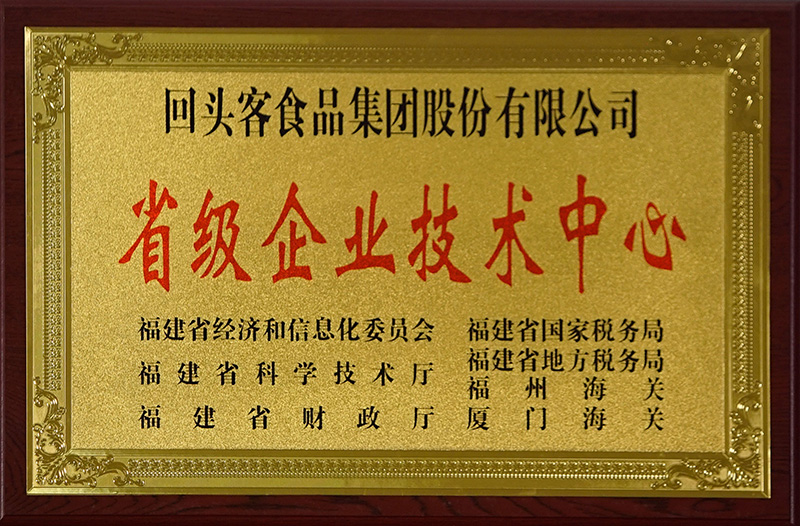 回头客食品集团股份有限公司
省级企业技术中心
福建省经济和信息化委员会
福建省科学技术厅
福建省财政厅
福建省国家税务局
福建省地方税务局
福州海关
厦门海关